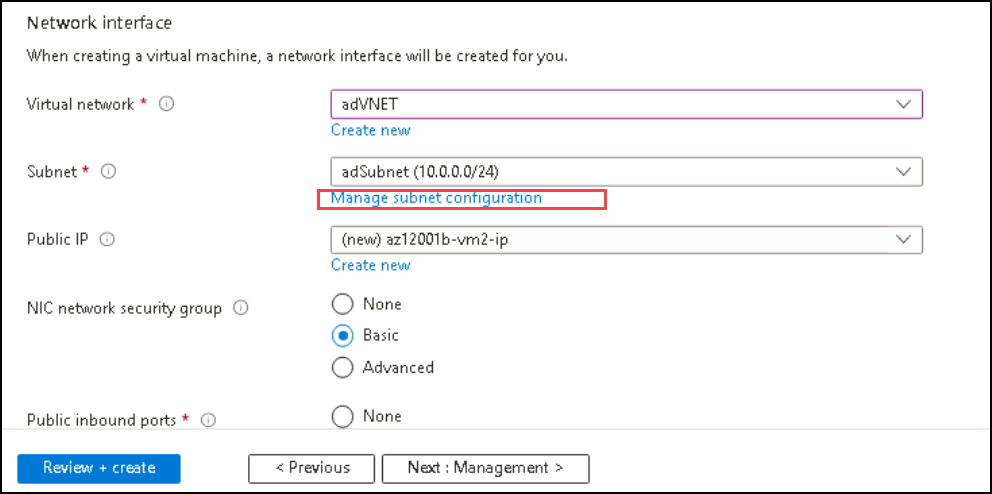 Network interface
When creating a virtual machine, a network interface will be created for you.
Virtual network * adVNET
Create new
Subnet * adSubnet (10.0.0.0/24)
Manage subnet configuration
Public IP (new) az12001b-vm2-ip
Create new
NIC network security group None
Basic
Advanced
Public inbound ports * None
Review + create < Previous Next : Management >